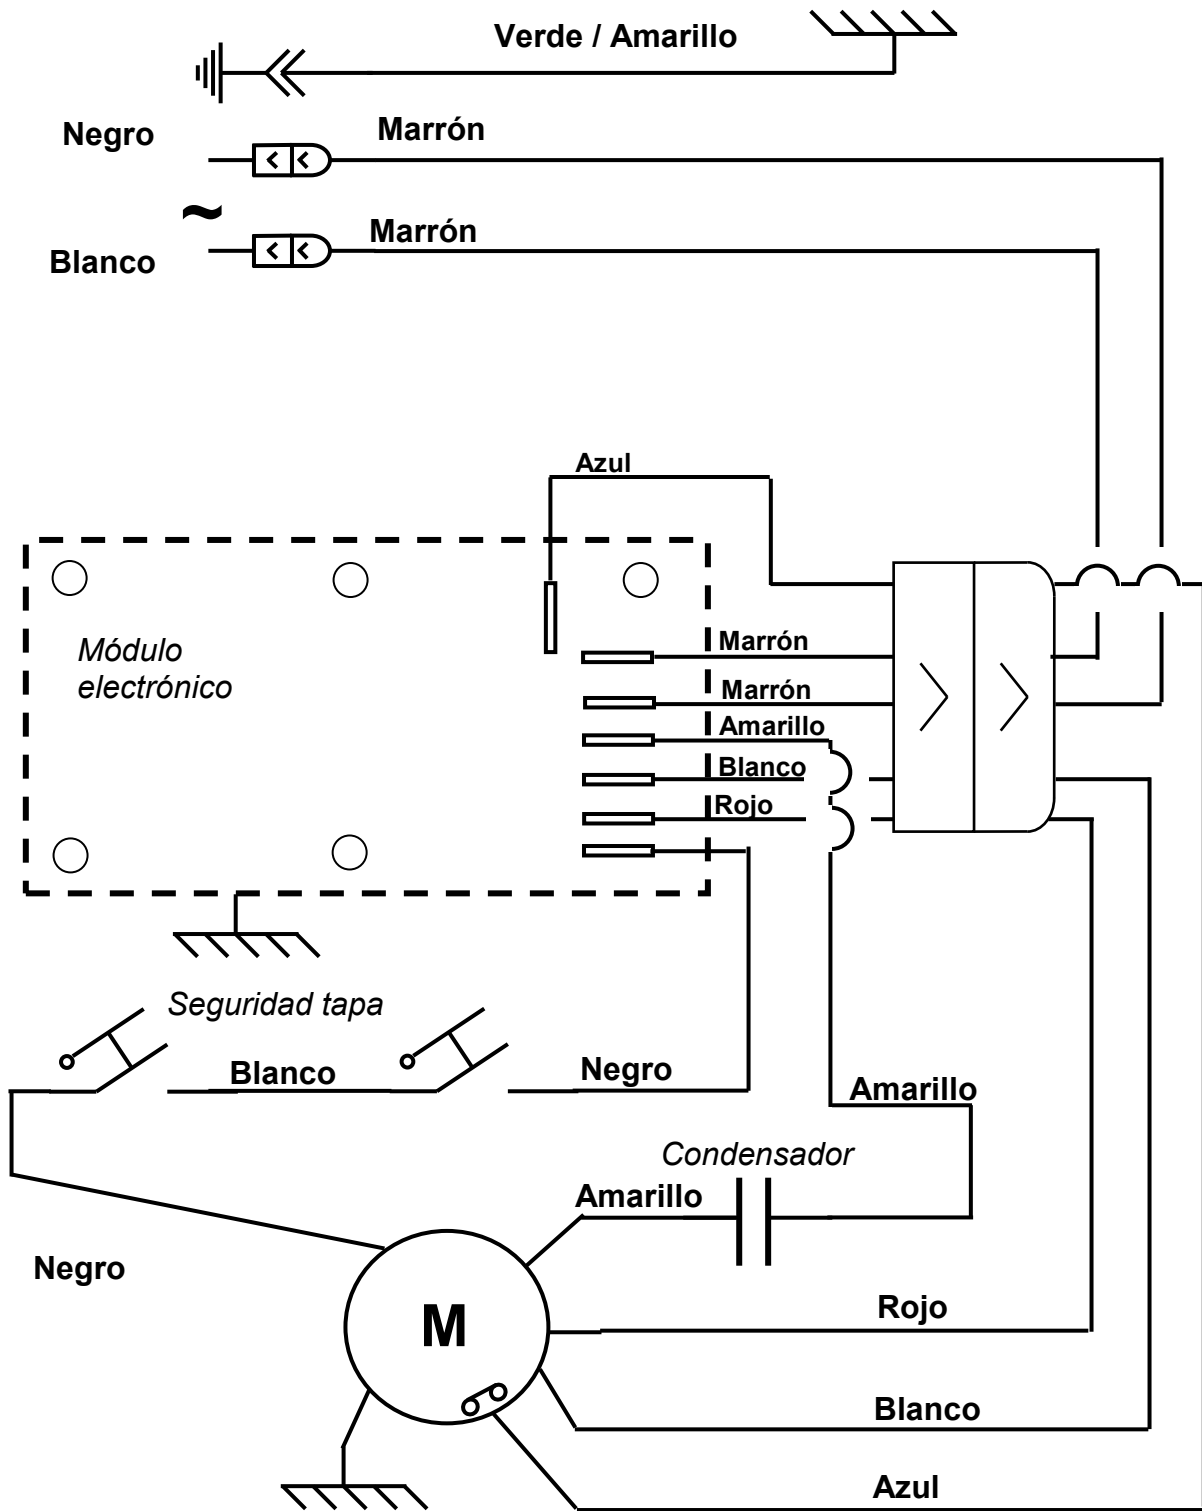 Verde / Amarillo
Negro
Marrón
~
Marrón
Blanco
Azul
Módulo
electrónico
Marrón
Marrón
Amarillo
Blanco
Rojo
Seguridad tapa
Blanco
Negro
Amarillo
Condensador
Amarillo
Negro
M
Rojo
Blanco
Azul